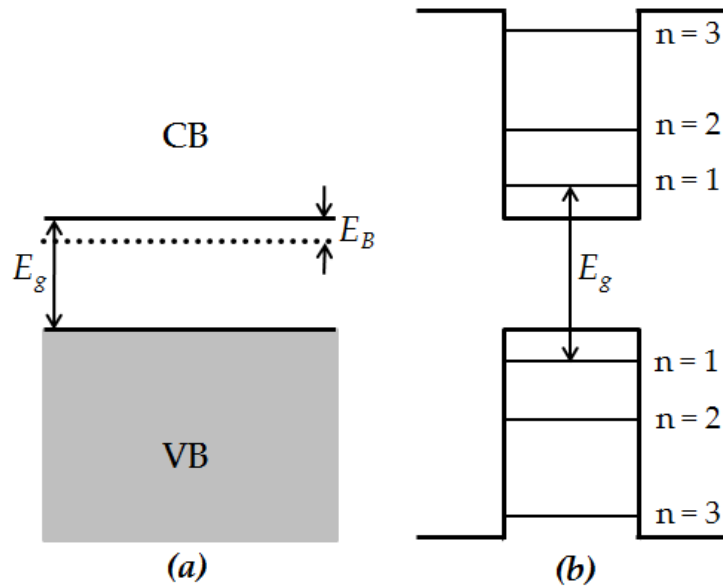 CB
E_B
E_g
VB
(a)
n = 3
n = 2
n = 1
E_g
n = 1
n = 2
n = 3
(b)